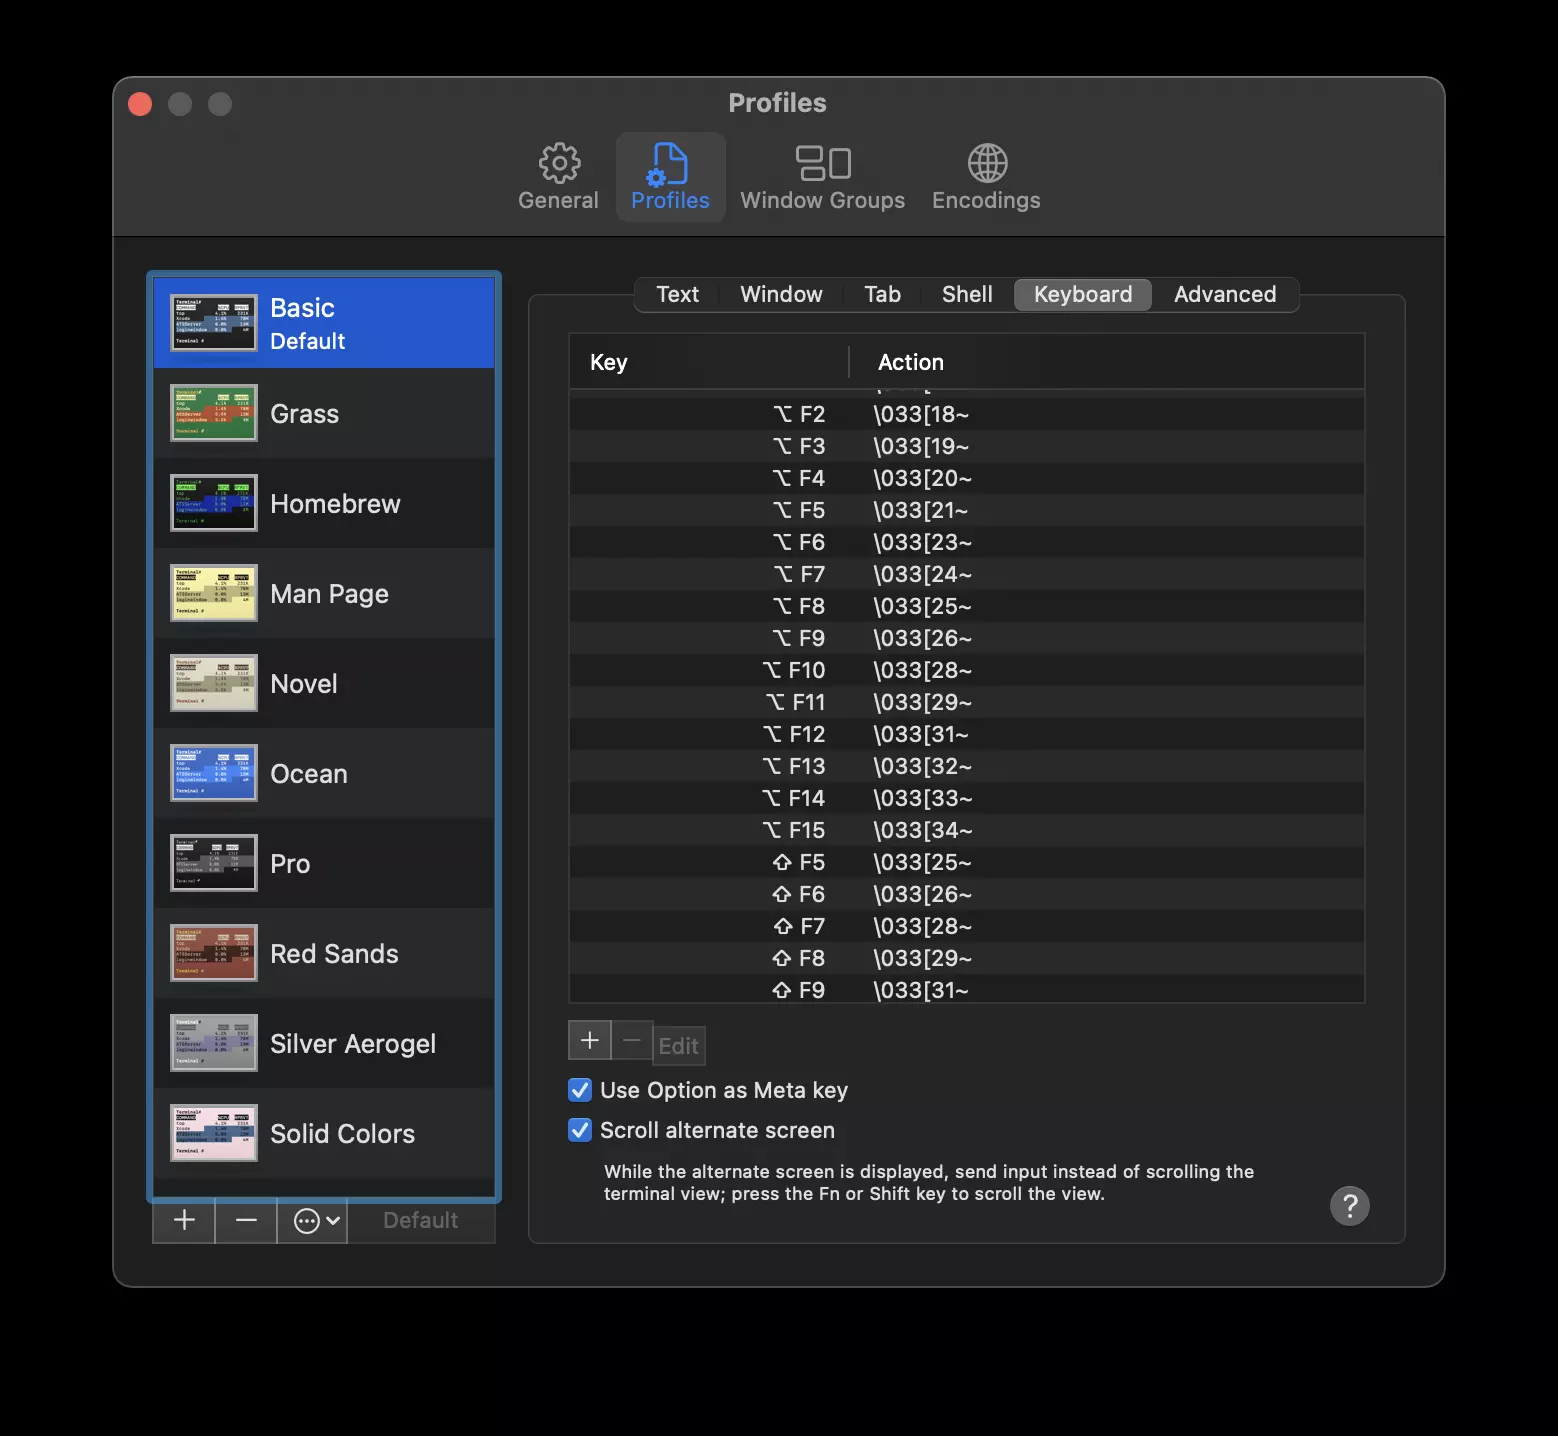 Profiles
General
Profiles
Window Groups
Encodings
Basic
Default
Grass
Homebrew
Man Page
Novel
Ocean
Pro
Red Sands
Silver Aerogel
Solid Colors
Default
Text
Window
Tab
Shell
Keyboard
Advanced
Key Action
⌥ F2 \033[18~
⌥ F3 \033[19~
⌥ F4 \033[20~
⌥ F5 \033[21~
⌥ F6 \033[23~
⌥ F7 \033[24~
⌥ F8 \033[25~
⌥ F9 \033[26~
⌥ F10 \033[28~
⌥ F11 \033[29~
⌥ F12 \033[31~
⌥ F13 \033[32~
⌥ F14 \033[33~
⌥ F15 \033[34~
⇧ F5 \033[25~
⇧ F6 \033[26~
⇧ F7 \033[28~
⇧ F8 \033[29~
⇧ F9 \033[31~
Edit
Use Option as Meta key
Scroll alternate screen
While the alternate screen is displayed, send input instead of scrolling the
terminal view; press the Fn or Shift key to scroll the view.
?